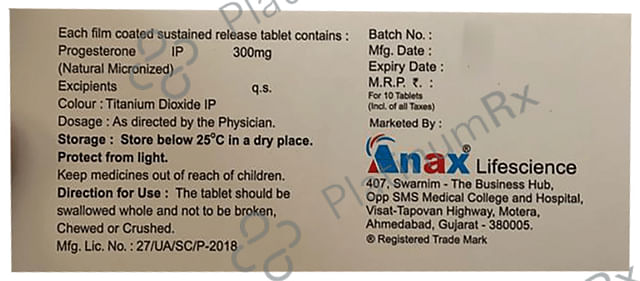 Each film coated sustained release tablet contains :
Progesterone IP 300mg
(Natural Micronized)
Excipients q.s.
Colour : Titanium Dioxide IP
Dosage : As directed by the Physician.
Storage : Store below 25°C in a dry place.
Protect from light.
Keep medicines out of reach of children.
Direction for Use : The tablet should be
swallowed whole and not to be broken,
Chewed or Crushed.
Mfg. Lic. No. : 27/UA/SC/P-2018
Batch No. :
Mfg. Date :
Expiry Date :
M.R.P. ₹. :
For 10 Tablets
(Incl. of all Taxes)
Marketed By :
Anax® Lifescience
407, Swarnim - The Business Hub,
Opp SMS Medical College and Hospital,
Visat-Tapovan Highway, Motera,
Ahmedabad, Gujarat - 380005.
® Registered Trade Mark
PlatinumRx